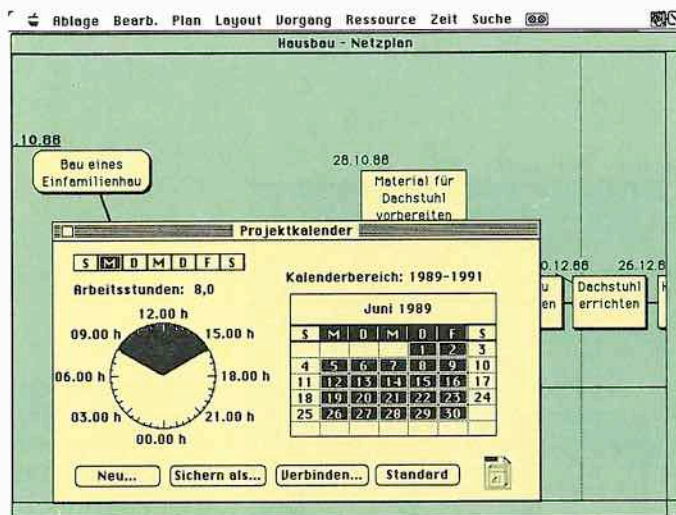 Ablage Bearb. Plan Layout Vorgang Ressource Zeit Suche
Hausbau - Netzplan
.10.88
Bau eines
Einfamilienhau
28.10.88
Material für
Dachstuhl
vorbereiten
0.12.88 26.12.8
u
en
Dachstuhl
errichten
H
Projektkalender
S M D M D F S
Arbeitsstunden: 8,0
12.00 h
09.00 h 15.00 h
06.00 h 18.00 h
03.00 h 21.00 h
00.00 h
Kalenderbereich: 1989-1991
Juni 1989
S M D M D F S
1 2 3
4 5 6 7 8 9 10
11 12 13 14 15 16 17
18 19 20 21 22 23 24
25 26 27 28 29 30
Neu... Sichern als... Verbinden... Standard